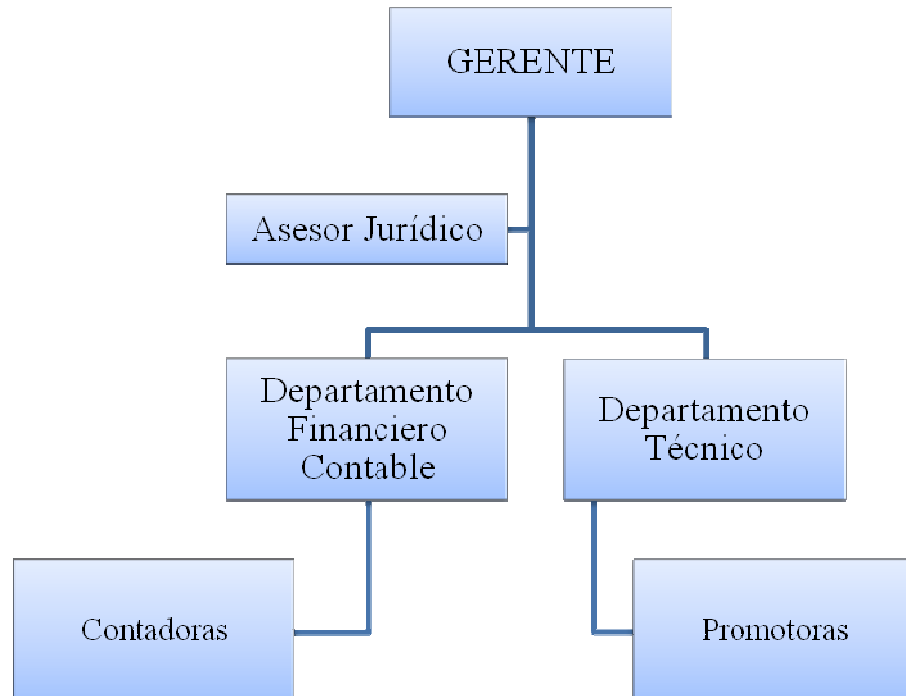 GERENTE
Asesor Jurídico
Departamento
Financiero
Contable
Departamento
Técnico
Contadoras
Promotoras